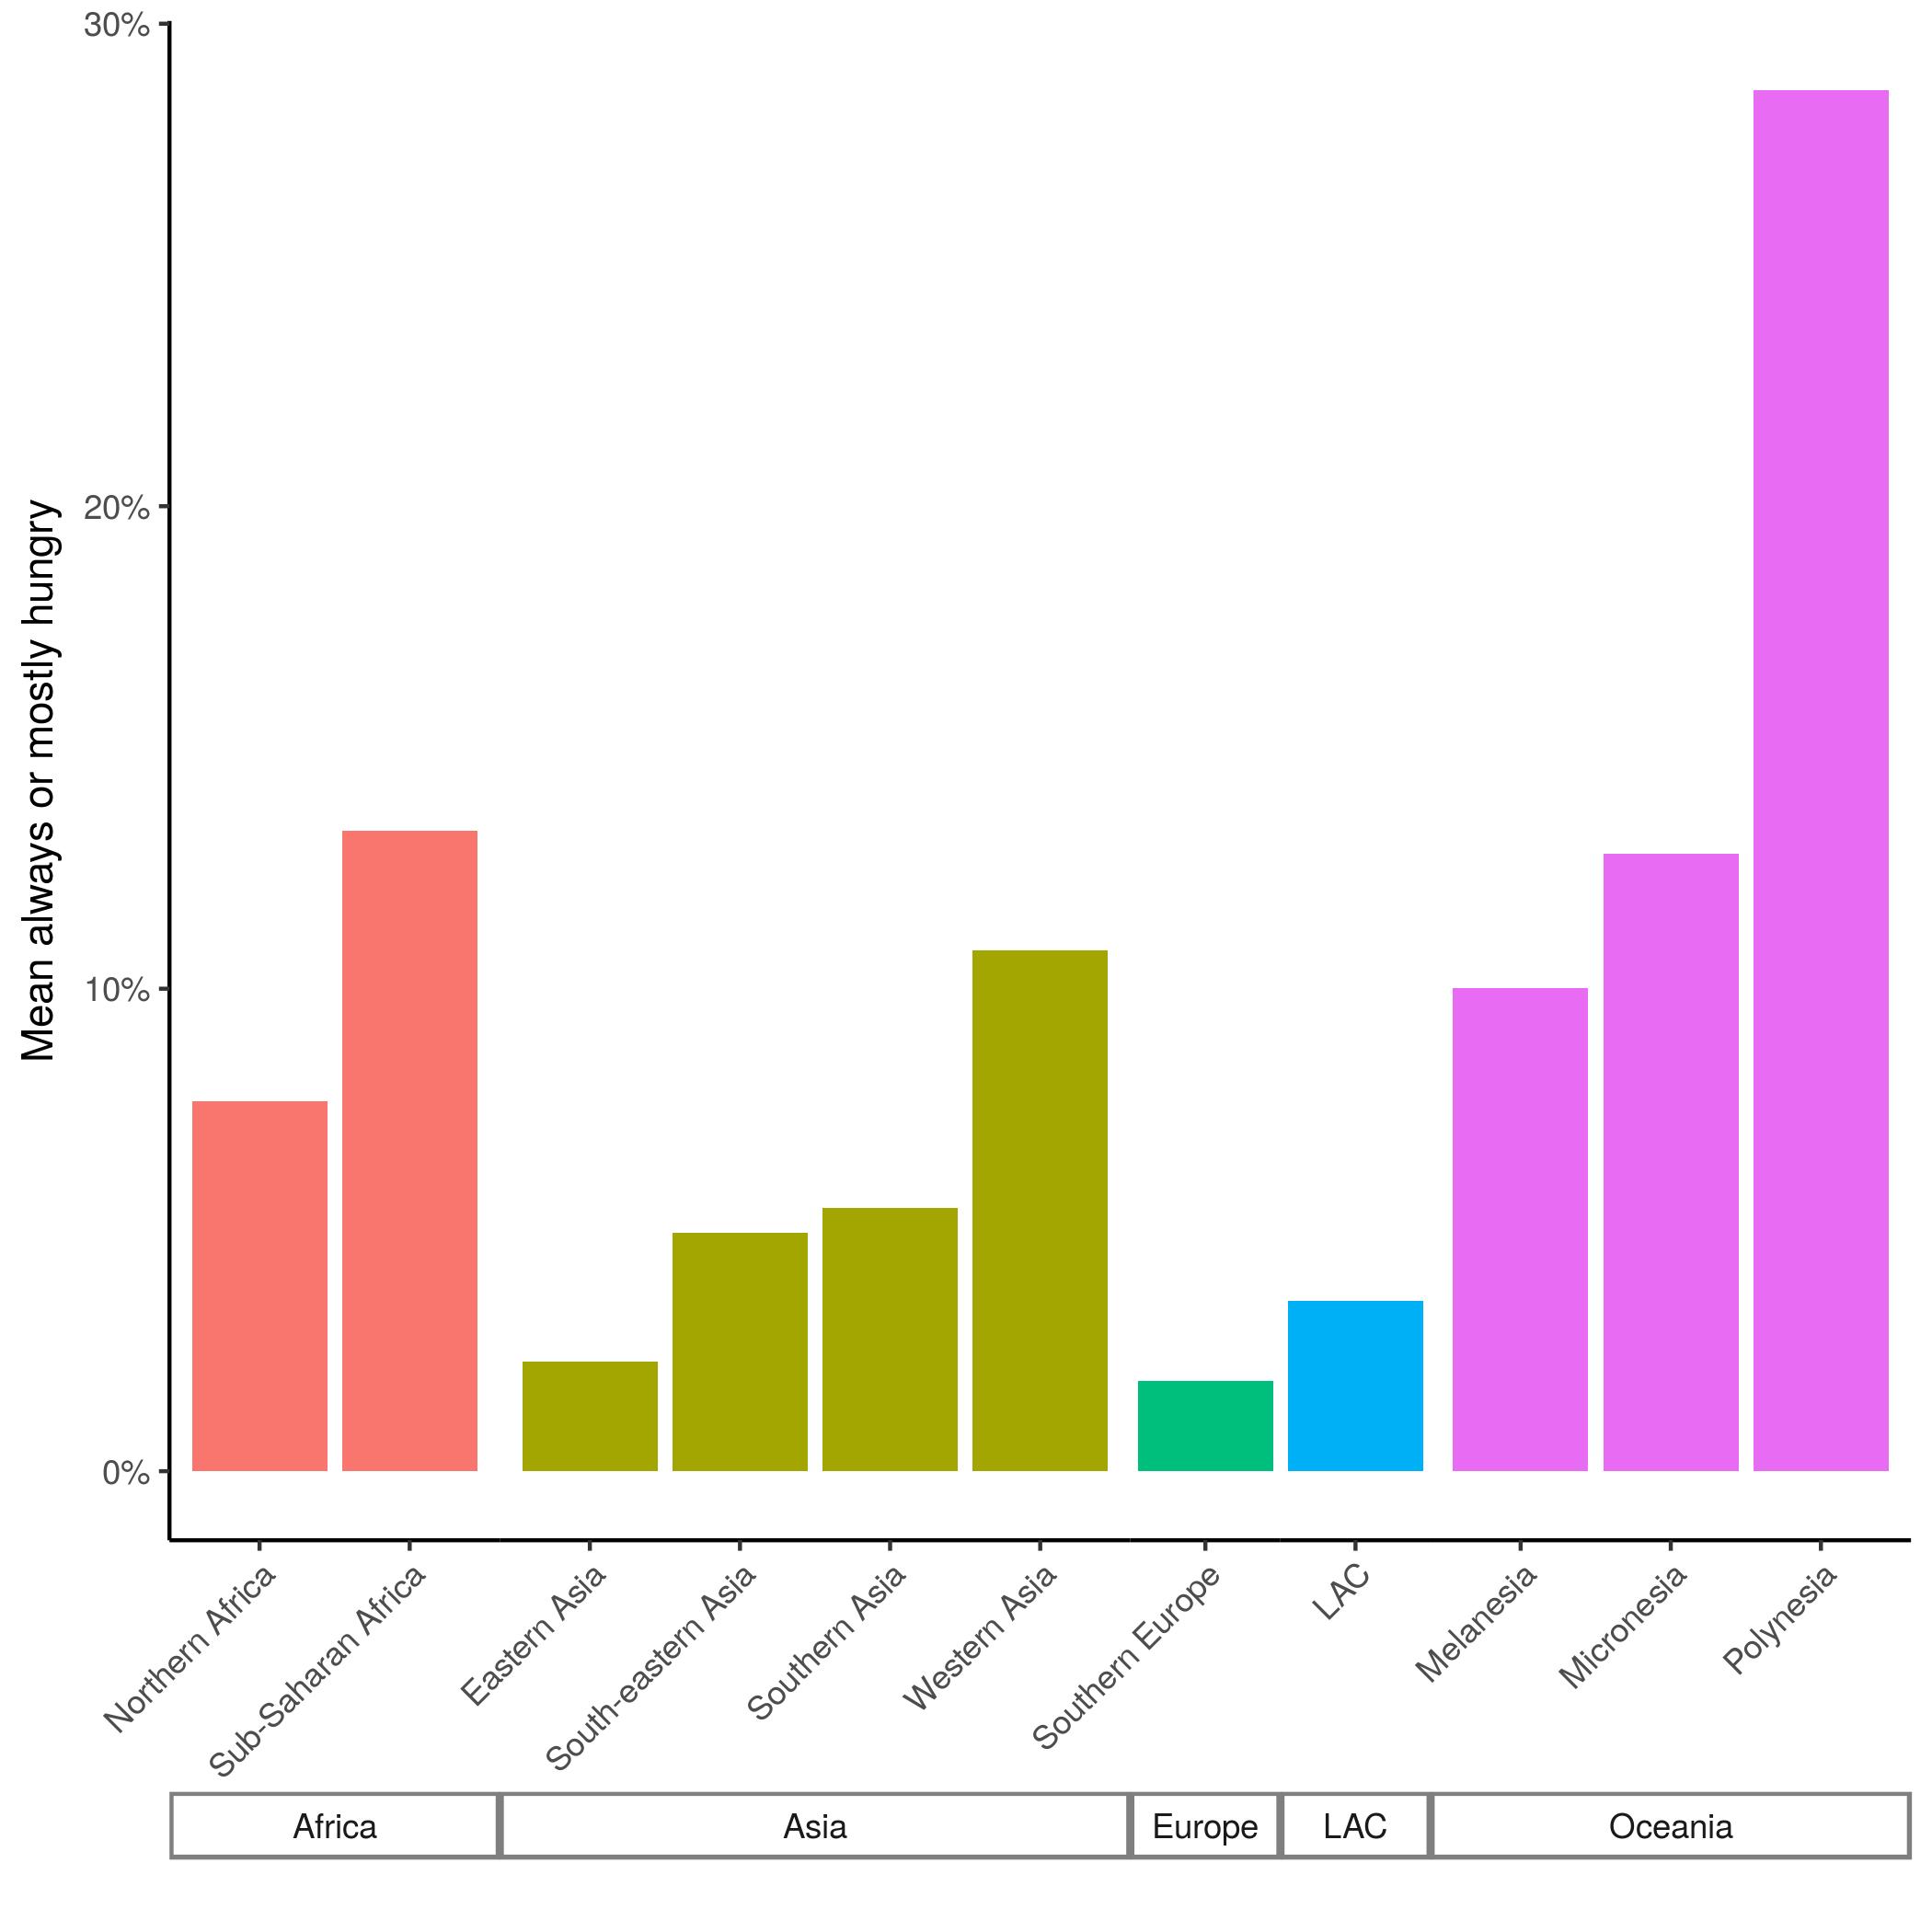 Mean always or mostly hungry
30%
20%
10%
0%
Northern Africa
Sub-Saharan Africa
Eastern Asia
South-eastern Asia
Southern Asia
Western Asia
Southern Europe
LAC
Melanesia
Micronesia
Polynesia
Africa
Asia
Europe
LAC
Oceania